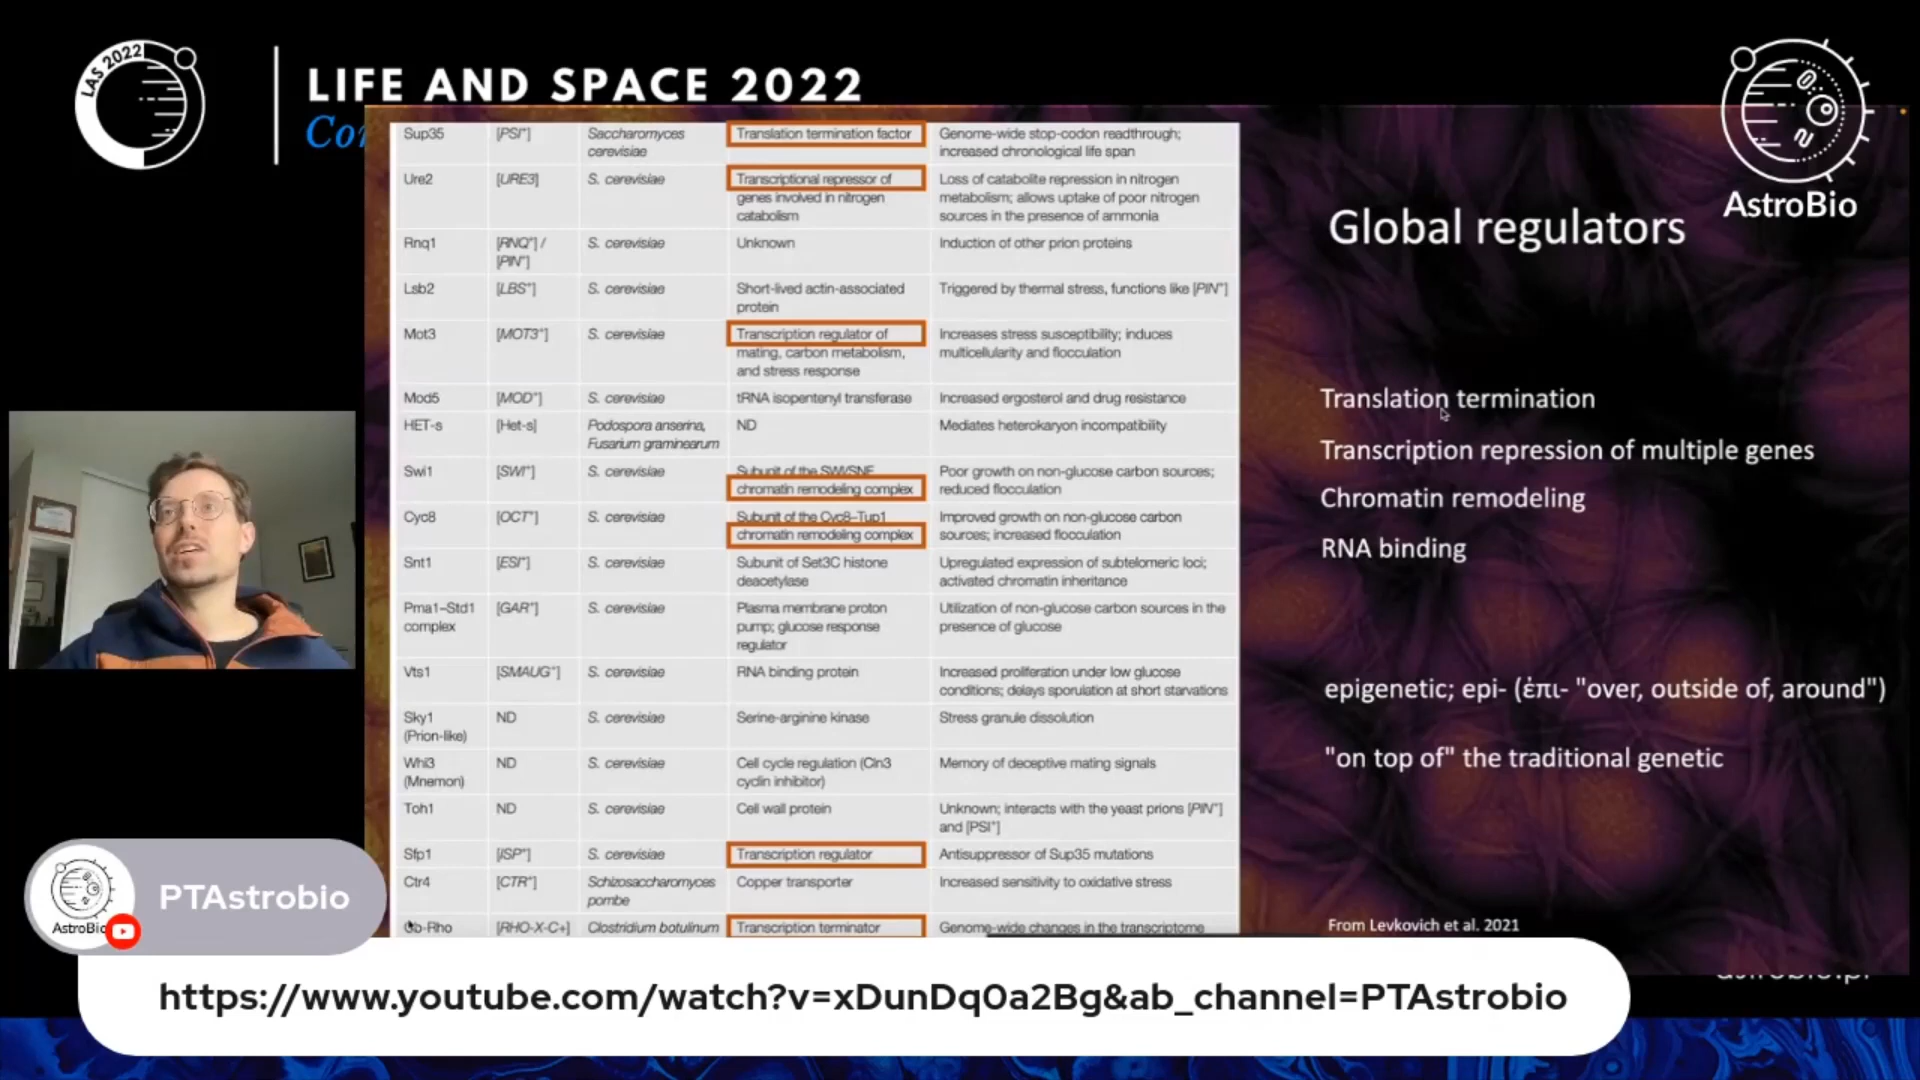 LAS 2022
LIFE AND SPACE 2022
AstroBio
Sup35 [PSI⁺] Saccharomyces cerevisiae Translation termination factor Genome-wide stop-codon readthrough; increased chronological life span
Ure2 [URE3] S. cerevisiae Transcriptional repressor of genes involved in nitrogen catabolism Loss of catabolite repression in nitrogen metabolism; allows uptake of poor nitrogen sources in the presence of ammonia
Rnq1 [RNQ⁺] / [PIN⁺] S. cerevisiae Unknown Induction of other prion proteins
Lsb2 [LBS⁺] S. cerevisiae Short-lived actin-associated protein Triggered by thermal stress, functions like [PIN⁺]
Mot3 [MOT3⁺] S. cerevisiae Transcription regulator of mating, carbon metabolism, and stress response Increases stress susceptibility; induces multicellularity and flocculation
Mod5 [MOD⁺] S. cerevisiae tRNA isopentenyl transferase Increased ergosterol and drug resistance
HET-s [Het-s] Podospora anserina, Fusarium graminearum ND Mediates heterokaryon incompatibility
Swi1 [SWI⁺] S. cerevisiae Subunit of the SWI/SNF chromatin remodeling complex Poor growth on non-glucose carbon sources; reduced flocculation
Cyc8 [OCT⁺] S. cerevisiae Subunit of the Cyc8–Tup1 chromatin remodeling complex Improved growth on non-glucose carbon sources; increased flocculation
Snt1 [ESI⁺] S. cerevisiae Subunit of Set3C histone deacetylase Upregulated expression of subtelomeric loci; activated chromatin inheritance
Pma1–Std1 complex [GAR⁺] S. cerevisiae Plasma membrane proton pump; glucose response regulator Utilization of non-glucose carbon sources in the presence of glucose
Vts1 [SMAUG⁺] S. cerevisiae RNA binding protein Increased proliferation under low glucose conditions; delays sporulation at short starvations
Sky1 (Prion-like) ND S. cerevisiae Serine-arginine kinase Stress granule dissolution
Whi3 (Mnemon) ND S. cerevisiae Cell cycle regulation (Cln3 cyclin inhibitor) Memory of deceptive mating signals
Toh1 ND S. cerevisiae Cell wall protein Unknown; interacts with the yeast prions [PIN⁺] and [PSI⁺]
Sfp1 [ISP⁺] S. cerevisiae Transcription regulator Antisuppressor of Sup35 mutations
Ctr4 [CTR⁺] Schizosaccharomyces pombe Copper transporter Increased sensitivity to oxidative stress
Cb-Rho [RHO-X-C+] Clostridium botulinum Transcription terminator Genome-wide changes in the transcriptome
Global regulators
Translation termination
Transcription repression of multiple genes
Chromatin remodeling
RNA binding
epigenetic; epi- (ἐπι- "over, outside of, around")
"on top of" the traditional genetic
From Levkovich et al. 2021
AstroBio
PTAstrobio
https://www.youtube.com/watch?v=xDunDq0a2Bg&ab_channel=PTAstrobio